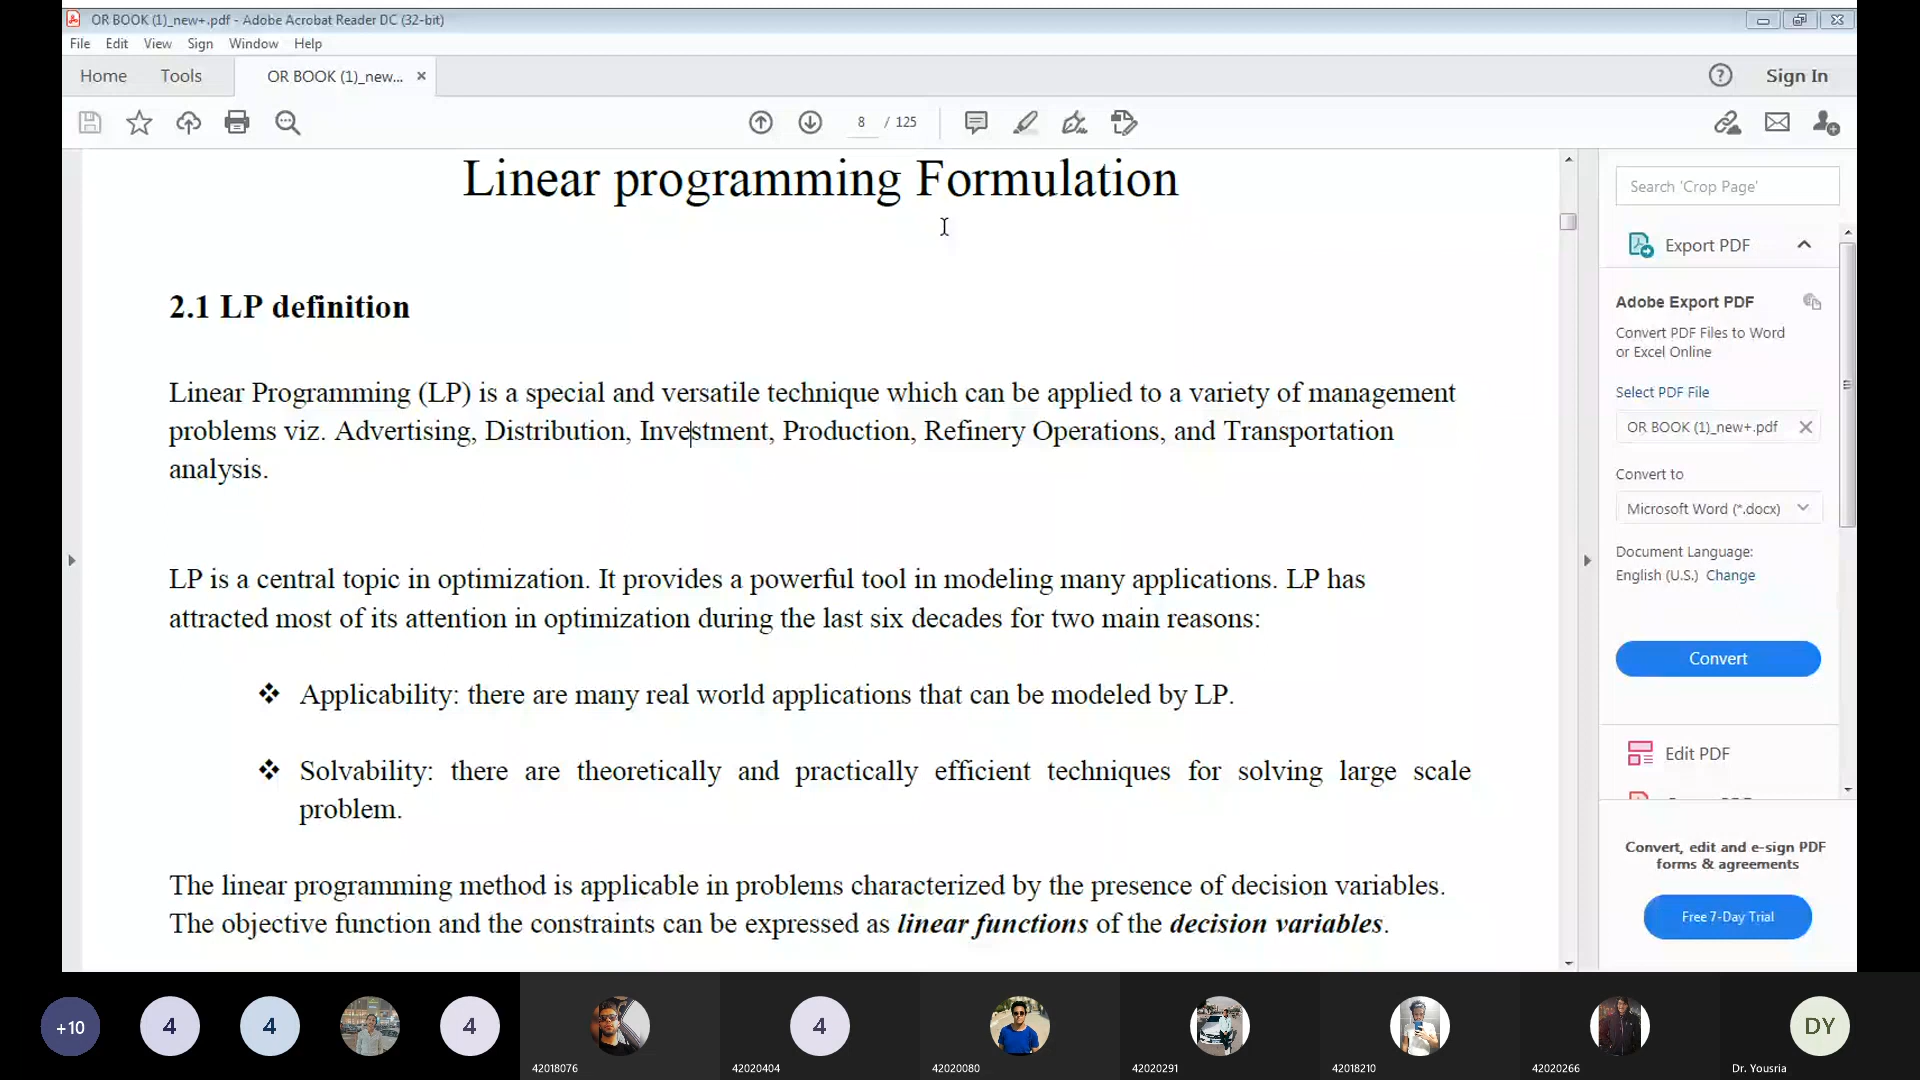 OR BOOK (1)_new+.pdf - Adobe Acrobat Reader DC (32-bit)
File Edit View Sign Window Help
Home Tools OR BOOK (1)_new... × Sign In
8 / 125
Linear programming Formulation
2.1 LP definition
Linear Programming (LP) is a special and versatile technique which can be applied to a variety of management
problems viz. Advertising, Distribution, Investment, Production, Refinery Operations, and Transportation
analysis.
LP is a central topic in optimization. It provides a powerful tool in modeling many applications. LP has
attracted most of its attention in optimization during the last six decades for two main reasons:
❖ Applicability: there are many real world applications that can be modeled by LP.
❖ Solvability: there are theoretically and practically efficient techniques for solving large scale
problem.
The linear programming method is applicable in problems characterized by the presence of decision variables.
The objective function and the constraints can be expressed as linear functions of the decision variables.
Search 'Crop Page'
Export PDF
Adobe Export PDF
Convert PDF Files to Word
or Excel Online
Select PDF File
OR BOOK (1)_new+.pdf
Convert to
Microsoft Word (*.docx)
Document Language:
English (U.S.) Change
Convert
Edit PDF
Convert, edit and e-sign PDF
forms & agreements
Free 7-Day Trial
+10 4 4 4 4 DY
42018076 42020404 42020080 42020291 42018210 42020266 Dr. Yousria